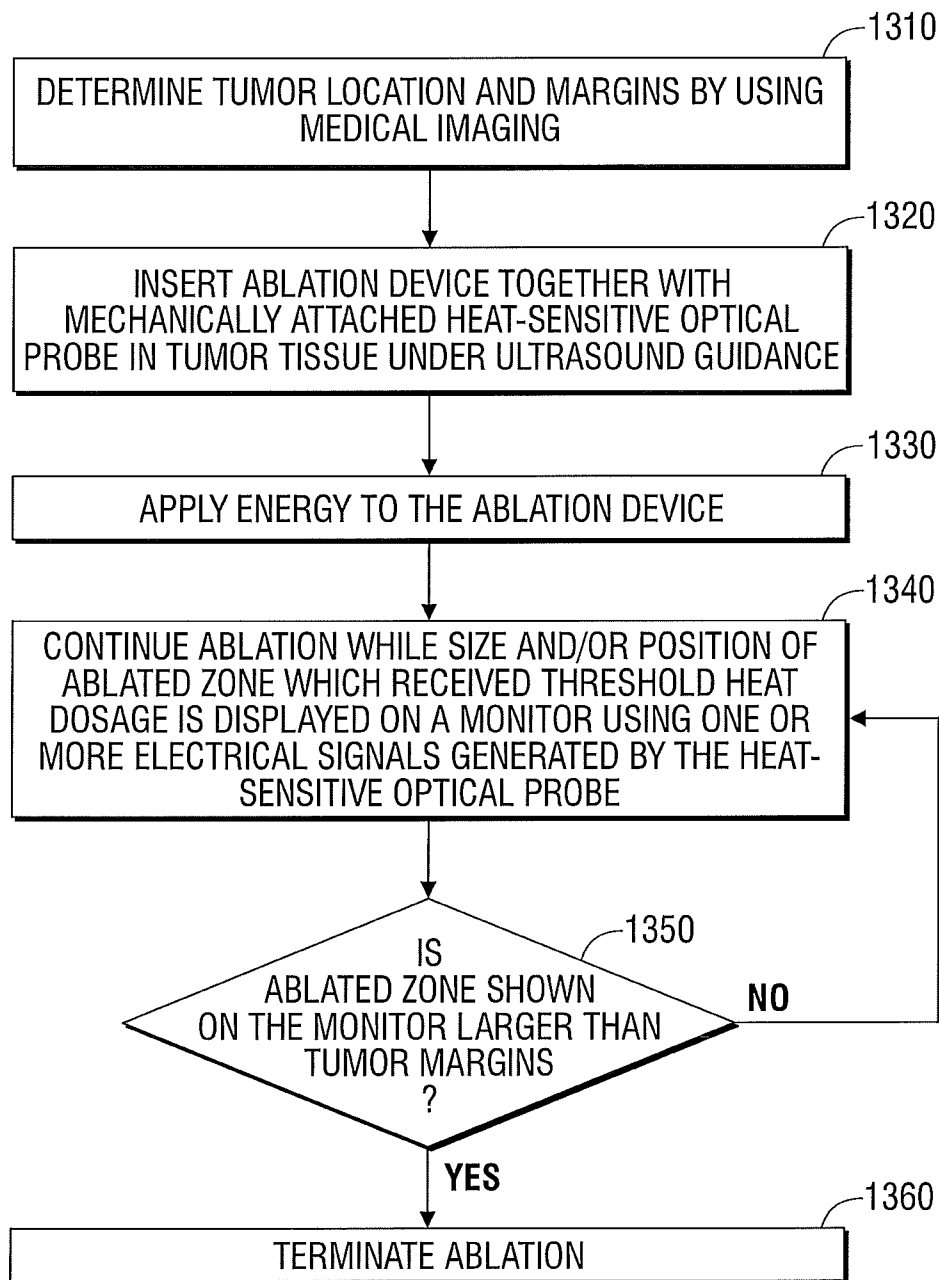 1310
DETERMINE TUMOR LOCATION AND MARGINS BY USING
MEDICAL IMAGING
1320
INSERT ABLATION DEVICE TOGETHER WITH
MECHANICALLY ATTACHED HEAT-SENSITIVE OPTICAL
PROBE IN TUMOR TISSUE UNDER ULTRASOUND GUIDANCE
1330
APPLY ENERGY TO THE ABLATION DEVICE
1340
CONTINUE ABLATION WHILE SIZE AND/OR POSITION OF
ABLATED ZONE WHICH RECEIVED THRESHOLD HEAT
DOSAGE IS DISPLAYED ON A MONITOR USING ONE OR
MORE ELECTRICAL SIGNALS GENERATED BY THE HEAT-
SENSITIVE OPTICAL PROBE
1350
IS
ABLATED ZONE SHOWN
ON THE MONITOR LARGER THAN
TUMOR MARGINS
?
NO
YES
1360
TERMINATE ABLATION